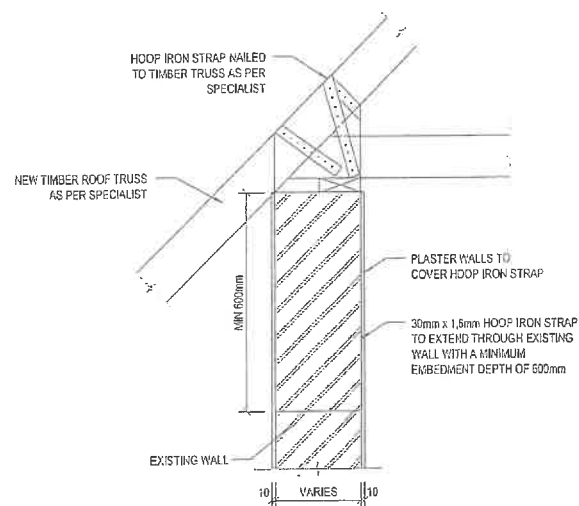 HOOP IRON STRAP NAILED
TO TIMBER TRUSS AS PER
SPECIALIST
NEW TIMBER ROOF TRUSS
AS PER SPECIALIST
MIN 600mm
PLASTER WALLS TO
COVER HOOP IRON STRAP
30mm x 1,6mm HOOP IRON STRAP
TO EXTEND THROUGH EXISTING
WALL WITH A MINIMUM
EMBEDMENT DEPTH OF 600mm
EXISTING WALL
10 VARIES 10